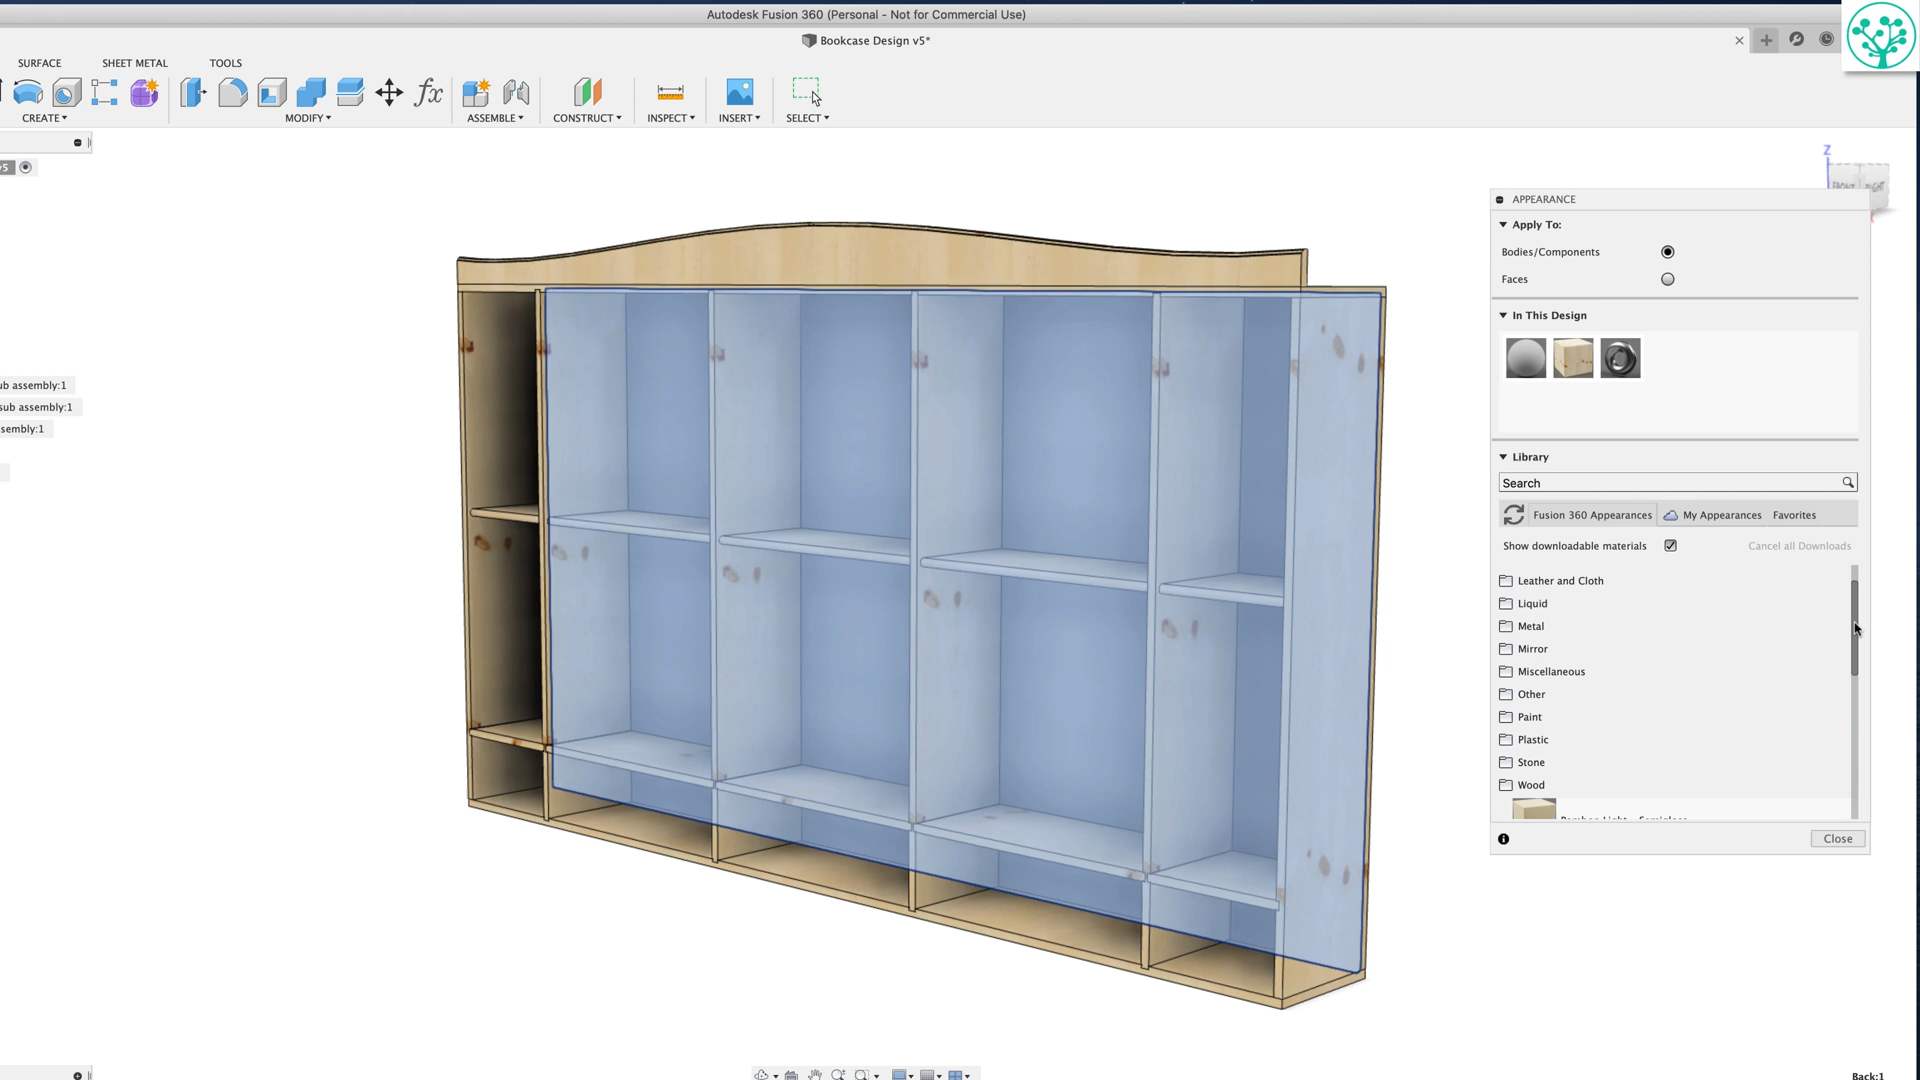 Autodesk Fusion 360 (Personal - Not for Commercial Use)
Bookcase Design v5*
SURFACE
SHEET METAL
TOOLS
CREATE
MODIFY
ASSEMBLE
CONSTRUCT
INSPECT
INSERT
SELECT
v5
Z
FRONT
RIGHT
APPEARANCE
Apply To:
Bodies/Components
Faces
In This Design
ub assembly:1
sub assembly:1
sembly:1
Library
Search
Fusion 360 Appearances
My Appearances
Favorites
Show downloadable materials
Cancel all Downloads
Leather and Cloth
Liquid
Metal
Mirror
Miscellaneous
Other
Paint
Plastic
Stone
Wood
Close
Back:1